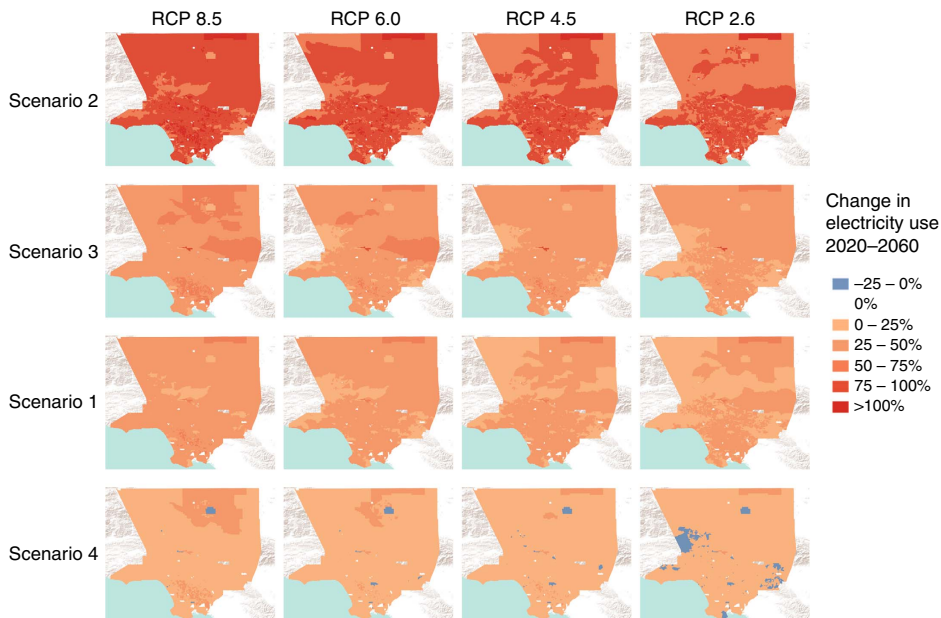 RCP 8.5 RCP 6.0 RCP 4.5 RCP 2.6
Scenario 2
Scenario 3
Scenario 1
Scenario 4
Change in
electricity use
2020–2060
–25 – 0%
0%
0 – 25%
25 – 50%
50 – 75%
75 – 100%
>100%